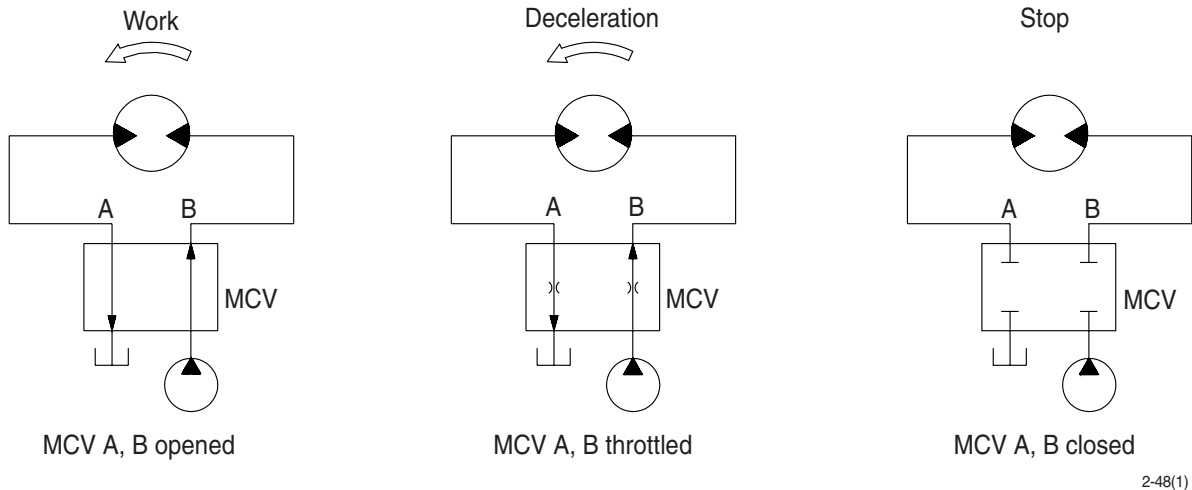 Work
Deceleration
Stop
A B
A B
A B
MCV
MCV
MCV
MCV A, B opened
MCV A, B throttled
MCV A, B closed
2-48(1)